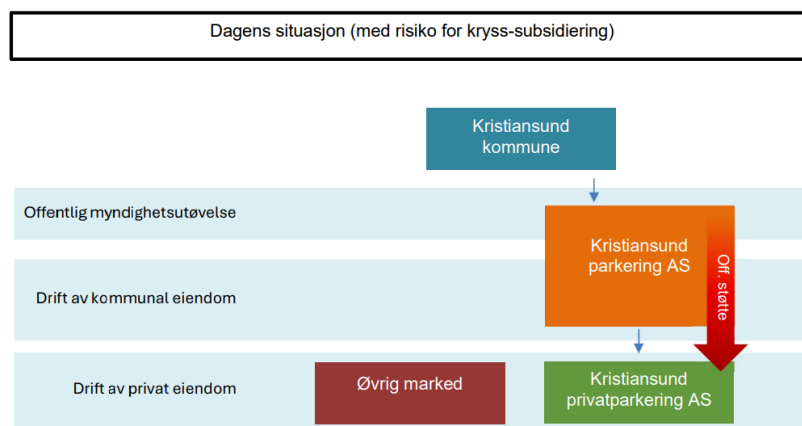 Dagens situasjon (med risiko for kryss-subsidiering)
Kristiansund
kommune
Offentlig myndighetsutøvelse
Kristiansund
parkering AS
Off. støtte
Drift av kommunal eiendom
Drift av privat eiendom
Øvrig marked
Kristiansund
privatparkering AS